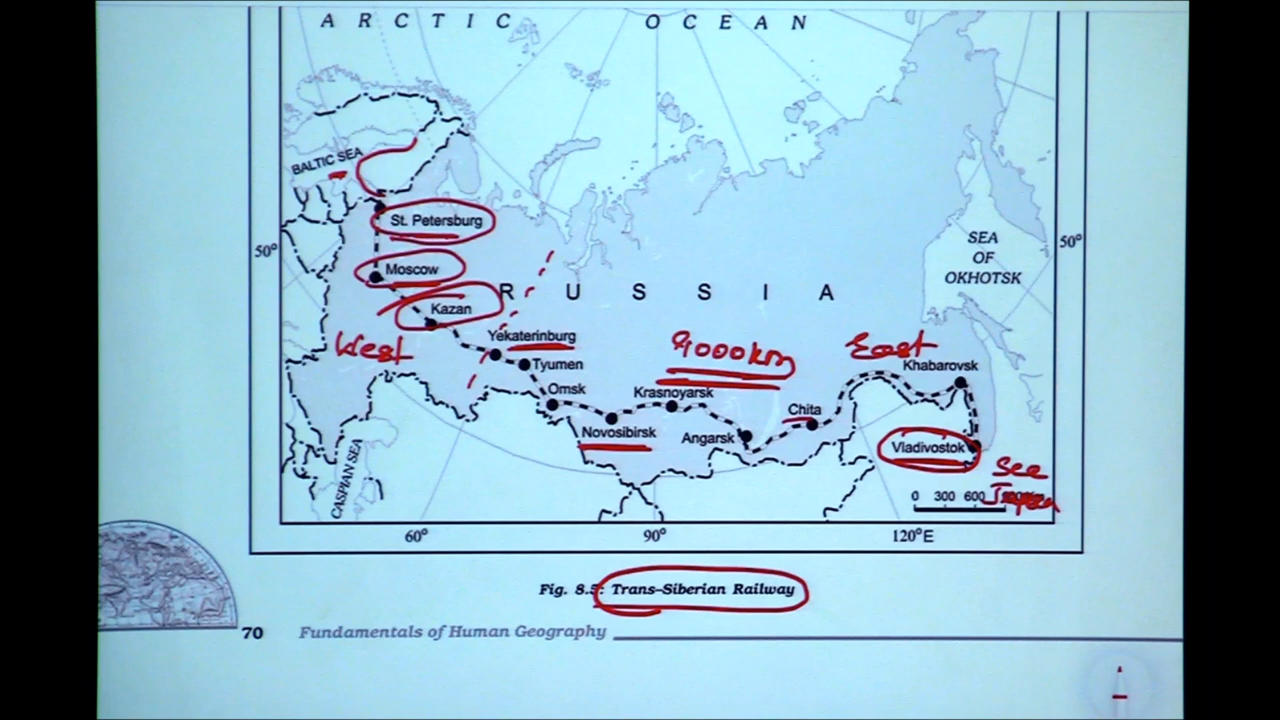 ARCTIC OCEAN
BALTIC SEA
St. Petersburg
50° 50°
SEA
OF
OKHOTSK
Moscow
RUSSIA
Kazan
West
Yekaterinburg
9000km
East
Tyumen
Khabarovsk
Omsk
Krasnoyarsk
Chita
Novosibirsk
Angarsk
Vladivostok
CASPIAN SEA
See
Japan
0 300 600
60° 90° 120°E
Fig. 8.5: Trans-Siberian Railway
70 Fundamentals of Human Geography